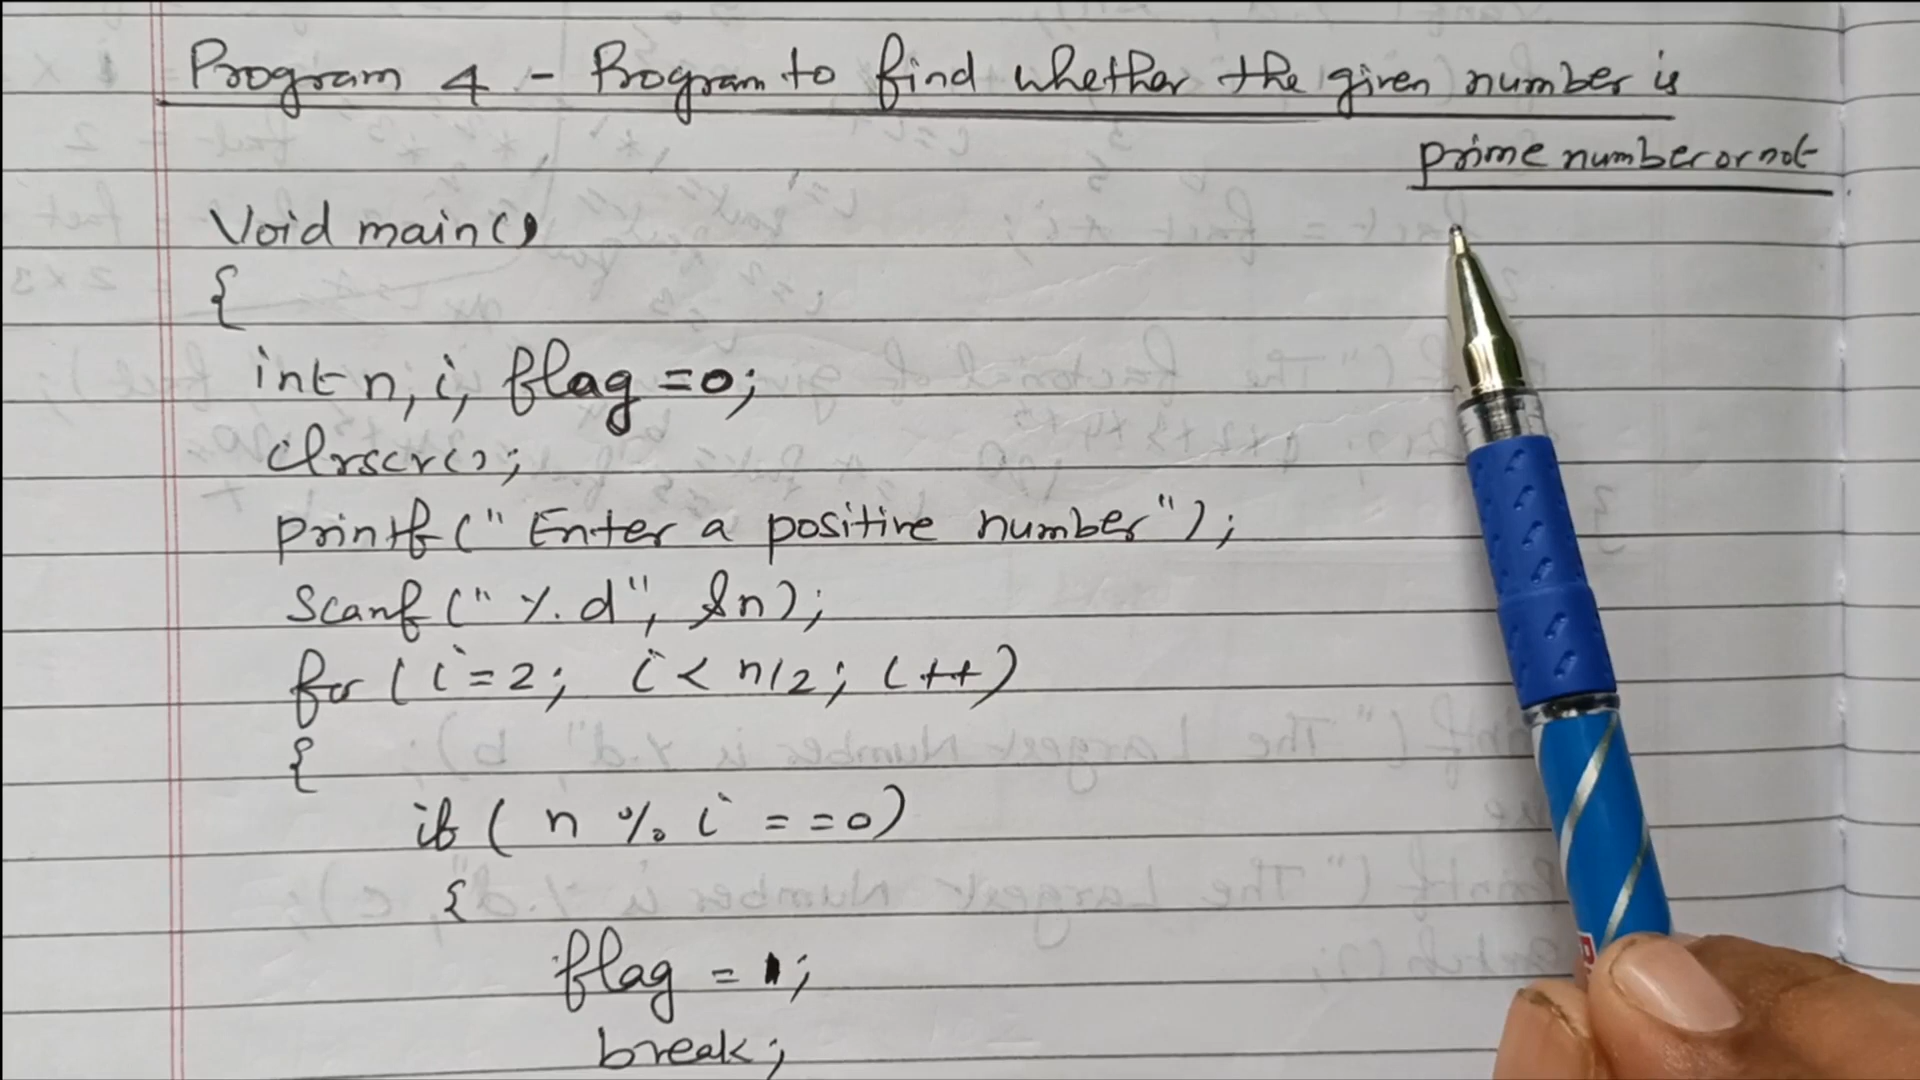 Program 4 - Program to find whether the given number is
prime number or not
Void main()
{
int n, i, flag =0;
clrscr();
printf(" Enter a positive number");
Scanf (" %d", &n);
for ( i=2; i < n/2; i++)
{
if ( n % i ==0)
{
flag = 1;
break;